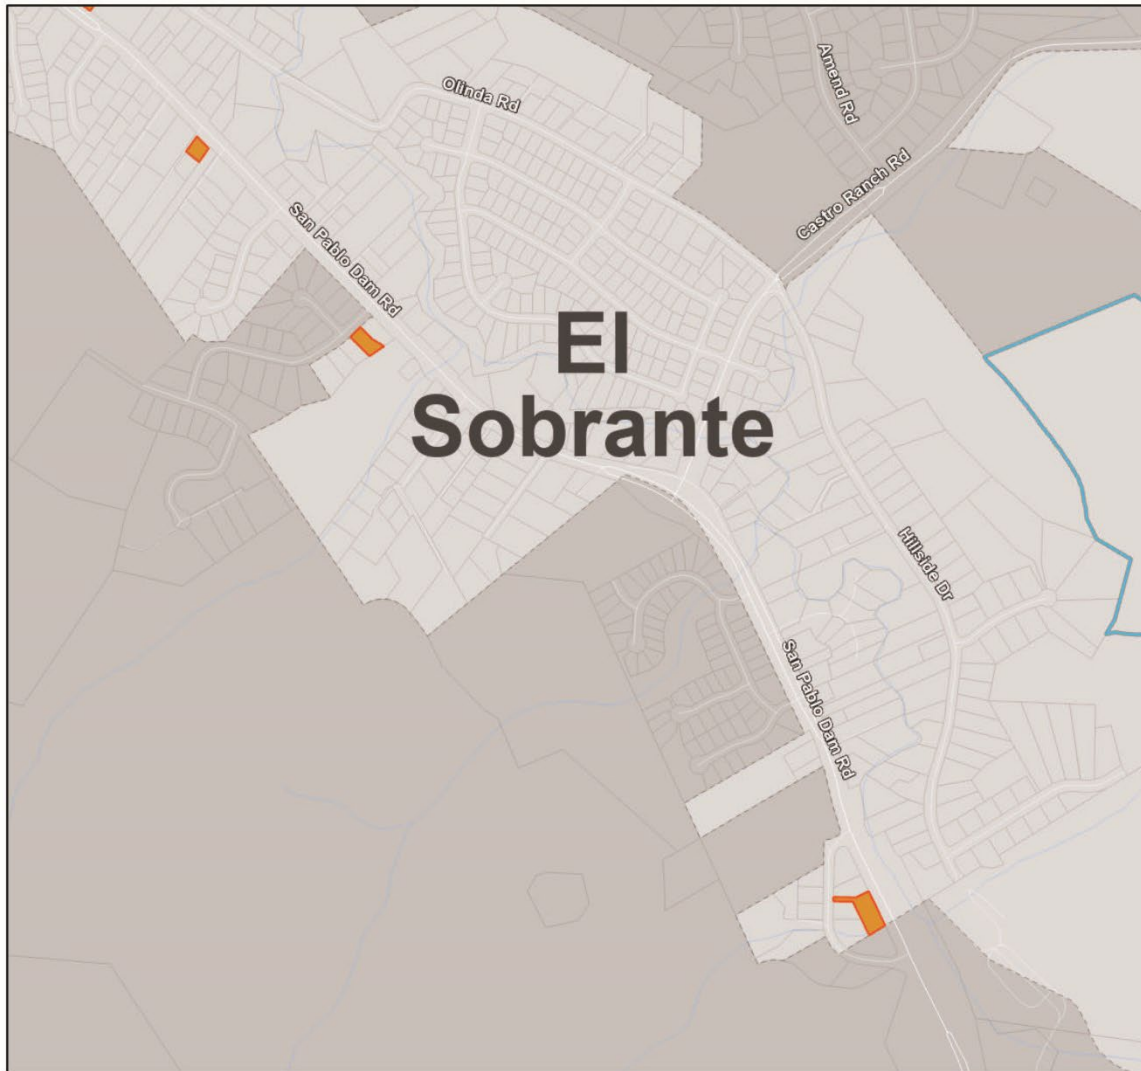 Olinda Rd
Amend Rd
Castro Ranch Rd
San Pablo Dam Rd
El
Sobrante
Hillside Dr
San Pablo Dam Rd